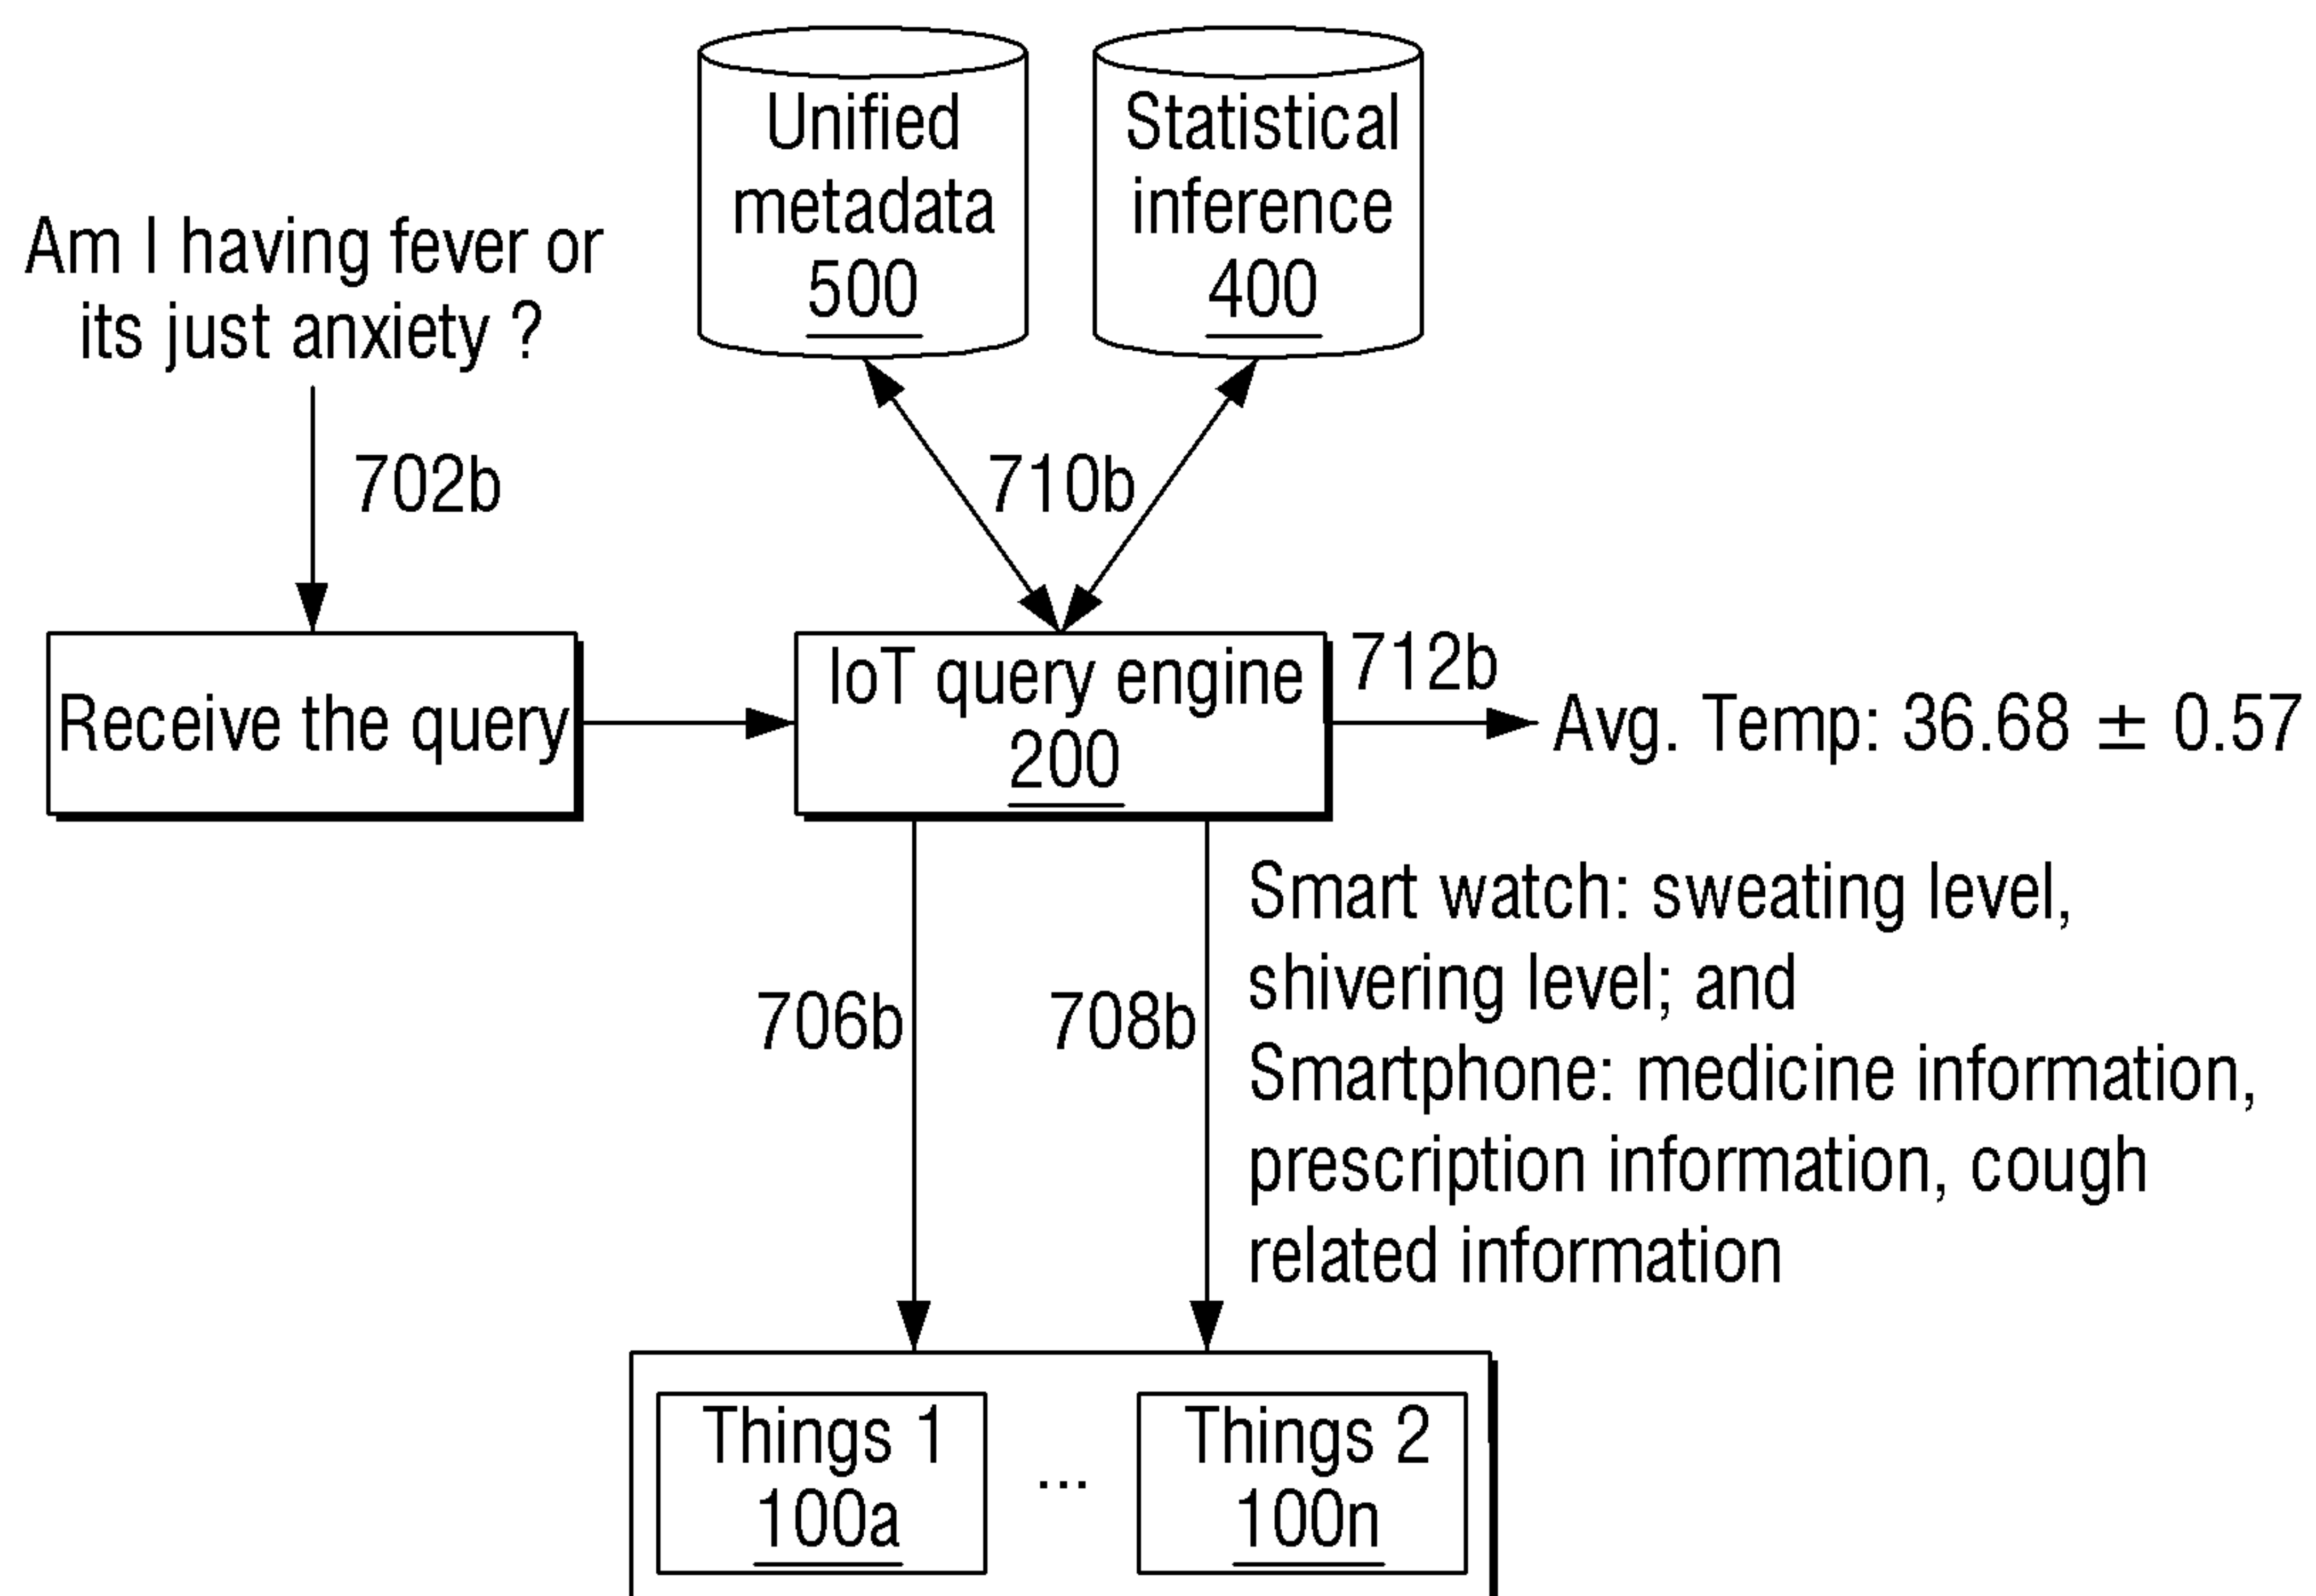 Am I having fever or
its just anxiety ?
702b
Unified
metadata
500
Statistical
inference
400
710b
Receive the query
IoT query engine
200
712b
Avg. Temp: 36.68 ± 0.57
706b
708b
Smart watch: sweating level,
shivering level; and
Smartphone: medicine information,
prescription information, cough
related information
Things 1
100a
...
Things 2
100n